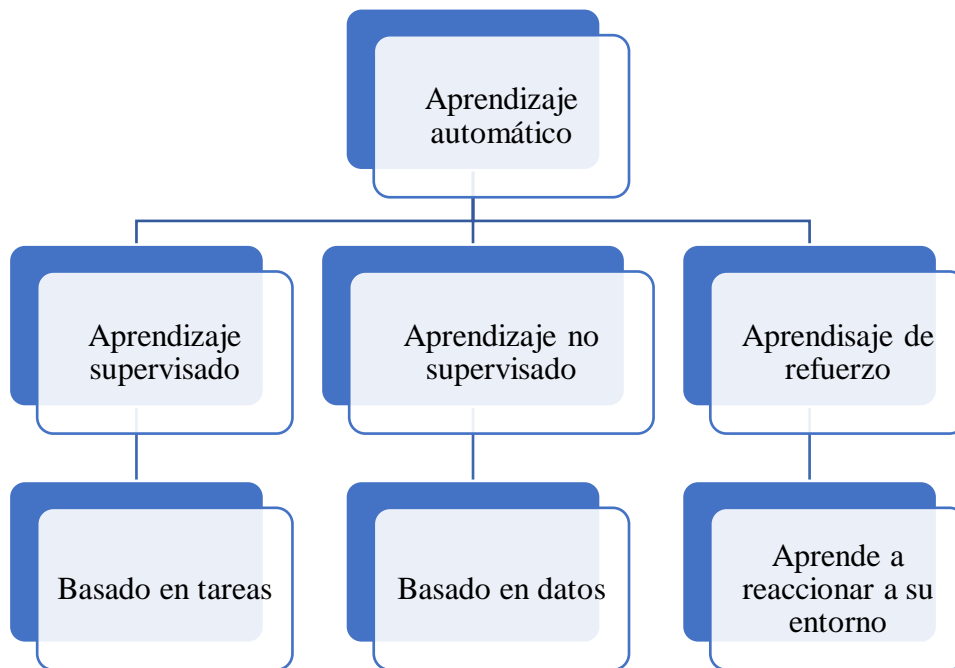 Aprendizaje
automático
Aprendizaje
supervisado
Aprendizaje no
supervisado
Aprendisaje de
refuerzo
Basado en tareas
Basado en datos
Aprende a
reaccionar a su
entorno